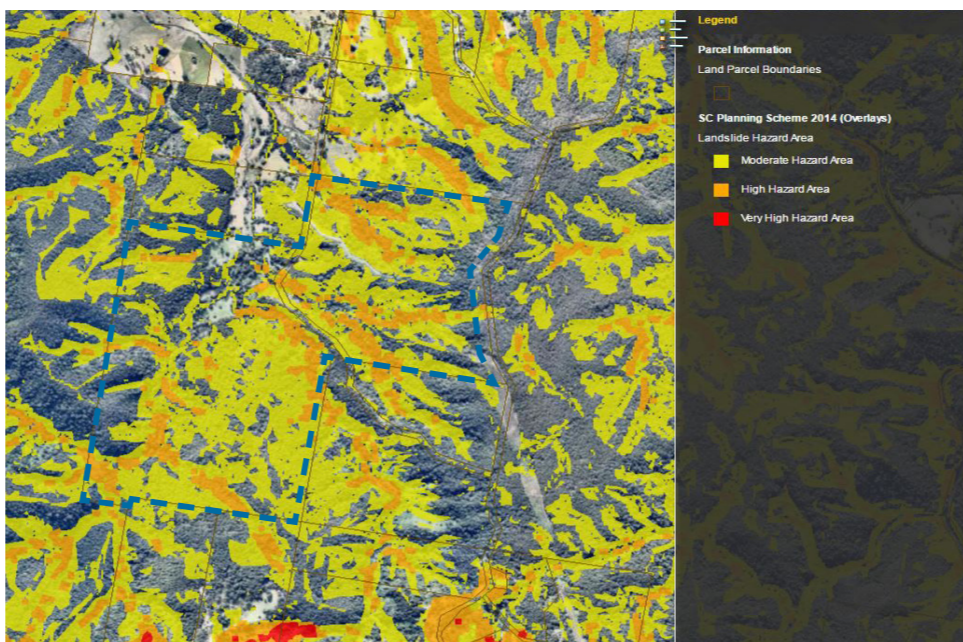 Legend
Parcel Information
Land Parcel Boundaries
SC Planning Scheme 2014 (Overlays)
Landslide Hazard Area
Moderate Hazard Area
High Hazard Area
Very High Hazard Area